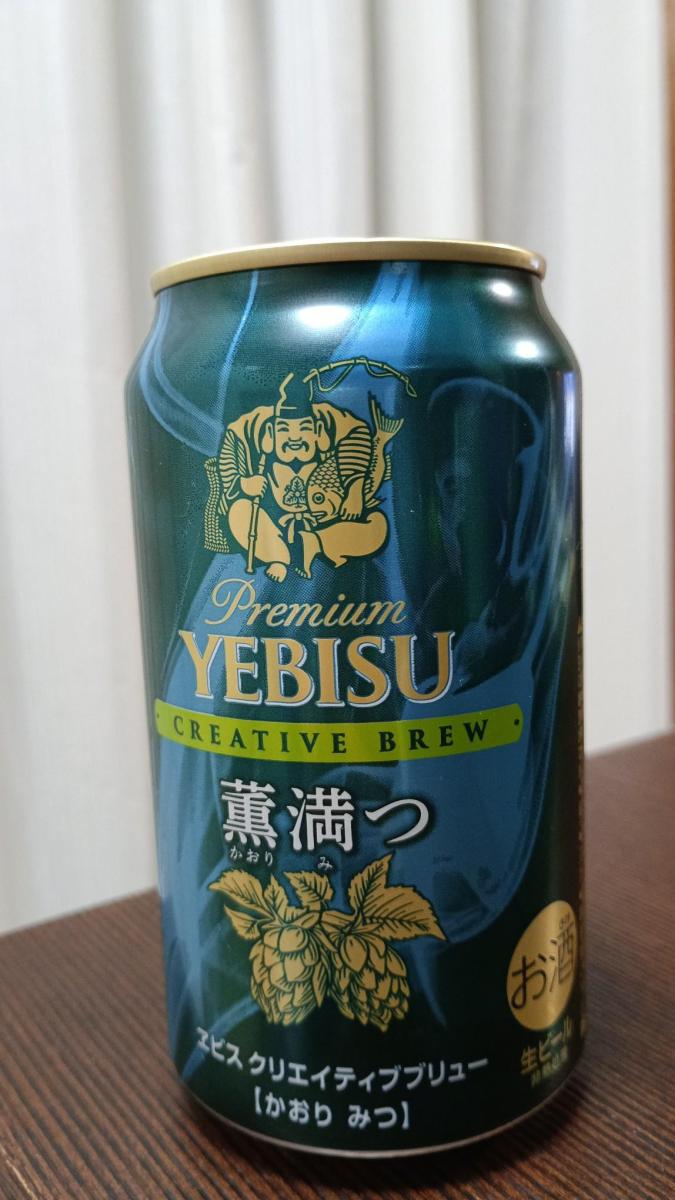 Premium
YEBISU
CREATIVE BREW
薫満つ
かおり み
ヱビス クリエイティブブリュー
【かおり みつ】
お酒
生ビール